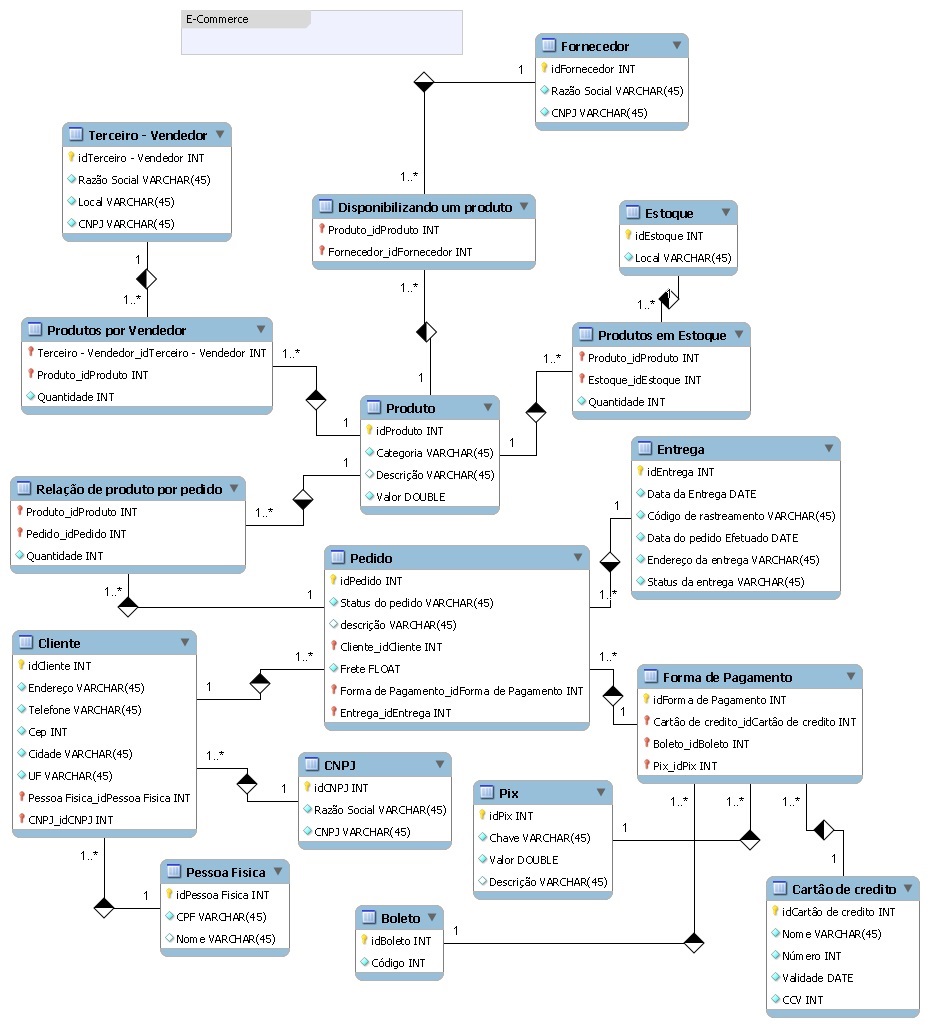 E-Commerce
Fornecedor
idFornecedor INT
Razão Social VARCHAR(45)
CNPJ VARCHAR(45)
1
1..*
Terceiro - Vendedor
idTerceiro - Vendedor INT
Razão Social VARCHAR(45)
Local VARCHAR(45)
CNPJ VARCHAR(45)
1
1..*
Disponibilizando um produto
Produto_idProduto INT
Fornecedor_idFornecedor INT
1..*
1
Estoque
idEstoque INT
Local VARCHAR(45)
1
1..*
Produtos por Vendedor
Terceiro - Vendedor_idTerceiro - Vendedor INT
Produto_idProduto INT
Quantidade INT
1..*
1
Produtos em Estoque
Produto_idProduto INT
Estoque_idEstoque INT
Quantidade INT
1..*
1
Produto
idProduto INT
Categoria VARCHAR(45)
Descrição VARCHAR(45)
Valor DOUBLE
1
1..*
Entrega
idEntrega INT
Data da Entrega DATE
Código de rastreamento VARCHAR(45)
Data do pedido Efetuado DATE
Endereço da entrega VARCHAR(45)
Status da entrega VARCHAR(45)
1
1..*
Relação de produto por pedido
Produto_idProduto INT
Pedido_idPedido INT
Quantidade INT
1..*
1
Pedido
idPedido INT
Status do pedido VARCHAR(45)
descrição VARCHAR(45)
Cliente_idCliente INT
Frete FLOAT
Forma de Pagamento_idForma de Pagamento INT
Entrega_idEntrega INT
1..*
1
1..*
1
Cliente
idCliente INT
Endereço VARCHAR(45)
Telefone VARCHAR(45)
Cep INT
Cidade VARCHAR(45)
UF VARCHAR(45)
Pessoa Fisica_idPessoa Fisica INT
CNPJ_idCNPJ INT
1..*
1
1..*
1
Forma de Pagamento
idForma de Pagamento INT
Cartão de credito_idCartão de credito INT
Boleto_idBoleto INT
Pix_idPix INT
1..*
1..*
1..*
CNPJ
idCNPJ INT
Razão Social VARCHAR(45)
CNPJ VARCHAR(45)
Pix
idPix INT
Chave VARCHAR(45)
Valor DOUBLE
Descrição VARCHAR(45)
1
1
Pessoa Fisica
idPessoa Fisica INT
CPF VARCHAR(45)
Nome VARCHAR(45)
Boleto
idBoleto INT
Código INT
1
Cartão de credito
idCartão de credito INT
Nome VARCHAR(45)
Número INT
Validade DATE
CCV INT